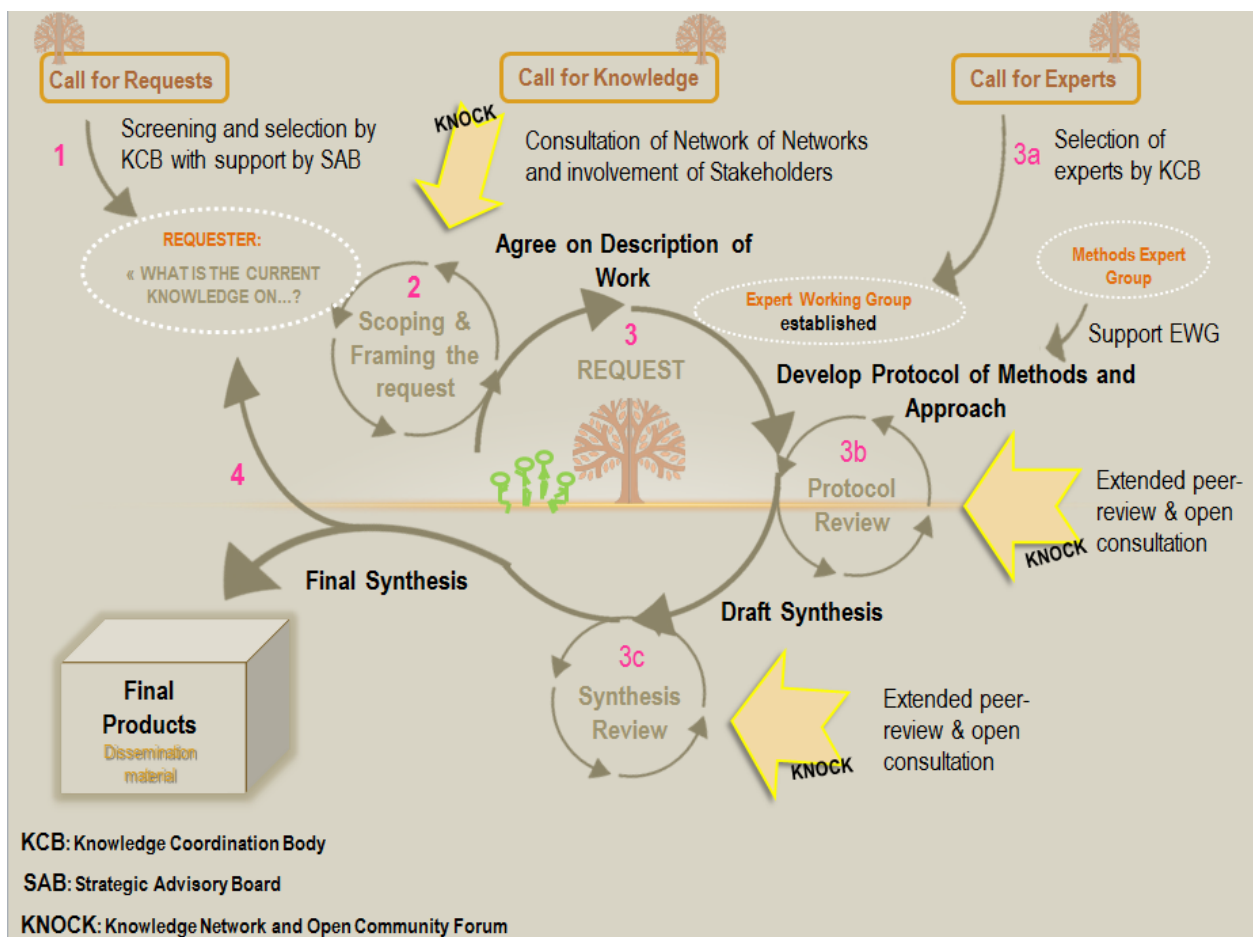 Call for Requests
Call for Knowledge
Call for Experts
1
Screening and selection by
KCB with support by SAB
KNOCK
Consultation of Network of Networks
and involvement of Stakeholders
3a
Selection of
experts by KCB
REQUESTER:
« WHAT IS THE CURRENT
KNOWLEDGE ON...?
2
Scoping &
Framing the
request
Agree on Description of
Work
3
REQUEST
Expert Working Group
established
Methods Expert
Group
Support EWG
Develop Protocol of Methods and
Approach
3b
Protocol
Review
Extended peer-
review & open
consultation
KNOCK
4
Final Synthesis
Draft Synthesis
3c
Synthesis
Review
Extended peer-
review & open
consultation
KNOCK
Final
Products
Dissemination
material
KCB: Knowledge Coordination Body
SAB: Strategic Advisory Board
KNOCK: Knowledge Network and Open Community Forum